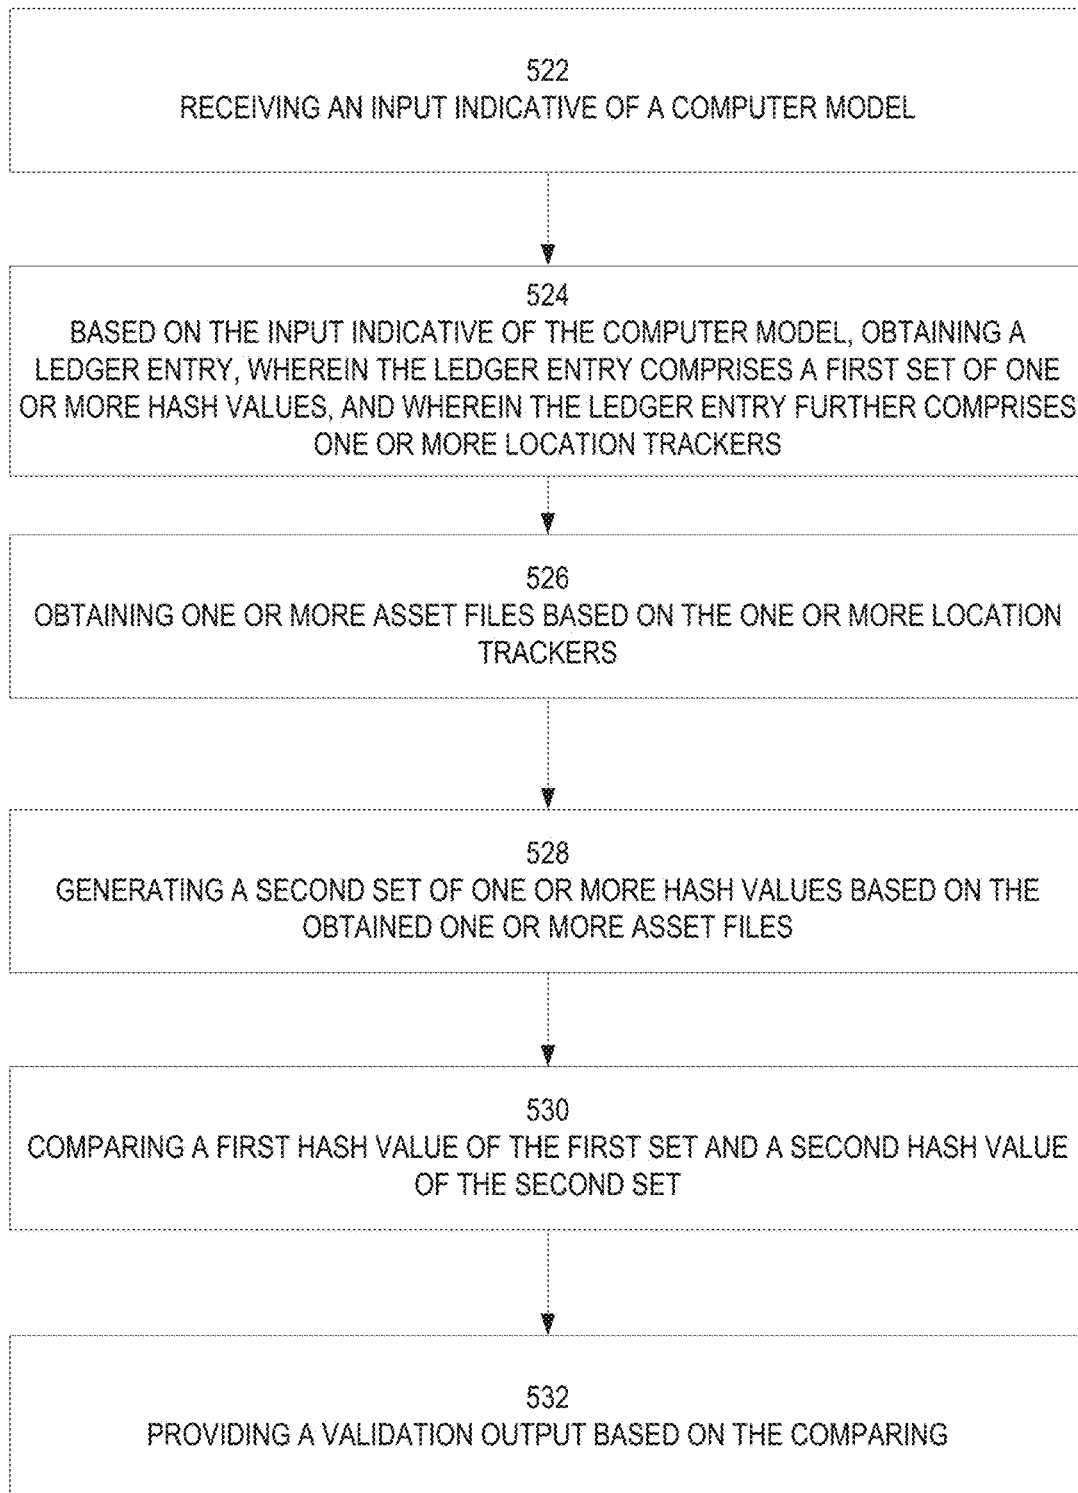 522
RECEIVING AN INPUT INDICATIVE OF A COMPUTER MODEL
524
BASED ON THE INPUT INDICATIVE OF THE COMPUTER MODEL, OBTAINING A
LEDGER ENTRY, WHEREIN THE LEDGER ENTRY COMPRISES A FIRST SET OF ONE
OR MORE HASH VALUES, AND WHEREIN THE LEDGER ENTRY FURTHER COMPRISES
ONE OR MORE LOCATION TRACKERS
526
OBTAINING ONE OR MORE ASSET FILES BASED ON THE ONE OR MORE LOCATION
TRACKERS
528
GENERATING A SECOND SET OF ONE OR MORE HASH VALUES BASED ON THE
OBTAINED ONE OR MORE ASSET FILES
530
COMPARING A FIRST HASH VALUE OF THE FIRST SET AND A SECOND HASH VALUE
OF THE SECOND SET
532
PROVIDING A VALIDATION OUTPUT BASED ON THE COMPARING